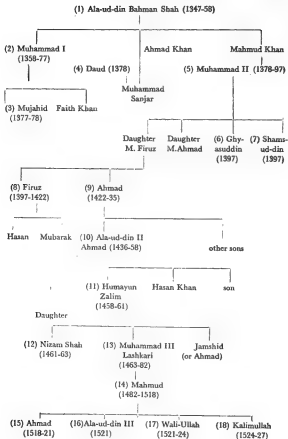 (1) Ala-ud-din Bahman Shah (1347-58)
(2) Muhammad I Ahmad Khan Mahmud Khan
(1358-77)
(4) Daud (1378) (5) Muhammad II (1378-97)
Muhammad
Sanjar
(3) Mujahid Faith Khan
(1377-78)
Daughter Daughter (6) Ghy- (7) Shams-
M. Firuz M.Ahmad asuddin ud-din
(1397) (1397)
(8) Firuz (9) Ahmad
(1397-1422) (1422-35)
Hasan Mubarak (10) Ala-ud-din II other sons
Ahmad (1436-58)
(11) Humayun Hasan Khan son
Zalim
(1458-61)
Daughter
(12) Nizam Shah (13) Muhammad III Jamshid
(1461-63) Lashkari (or Ahmad)
(1463-82)
(14) Mahmud
(1482-1518)
(15) Ahmad (16)Ala-ud-din III (17) Wali-Ullah (18) Kalimullah
(1518-21) (1521) (1521-24) (1524-27)